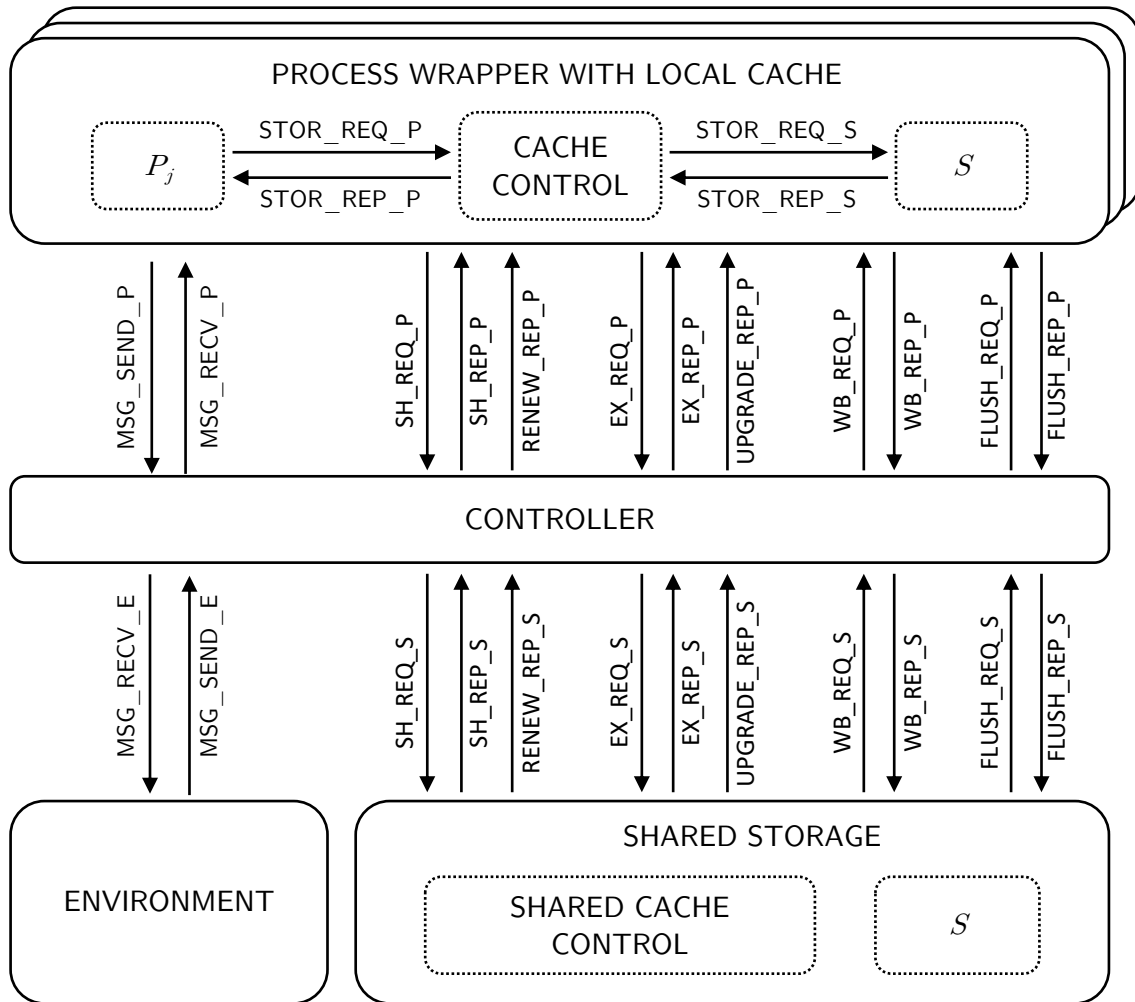 PROCESS WRAPPER WITH LOCAL CACHE
P_j
STOR_REQ_P
STOR_REP_P
CACHE
CONTROL
STOR_REQ_S
STOR_REP_S
S
MSG_SEND_P
MSG_RECV_P
SH_REQ_P
SH_REP_P
RENEW_REP_P
EX_REQ_P
EX_REP_P
UPGRADE_REP_P
WB_REQ_P
WB_REP_P
FLUSH_REQ_P
FLUSH_REP_P
CONTROLLER
MSG_RECV_E
MSG_SEND_E
SH_REQ_S
SH_REP_S
RENEW_REP_S
EX_REQ_S
EX_REP_S
UPGRADE_REP_S
WB_REQ_S
WB_REP_S
FLUSH_REQ_S
FLUSH_REP_S
ENVIRONMENT
SHARED STORAGE
SHARED CACHE
CONTROL
S